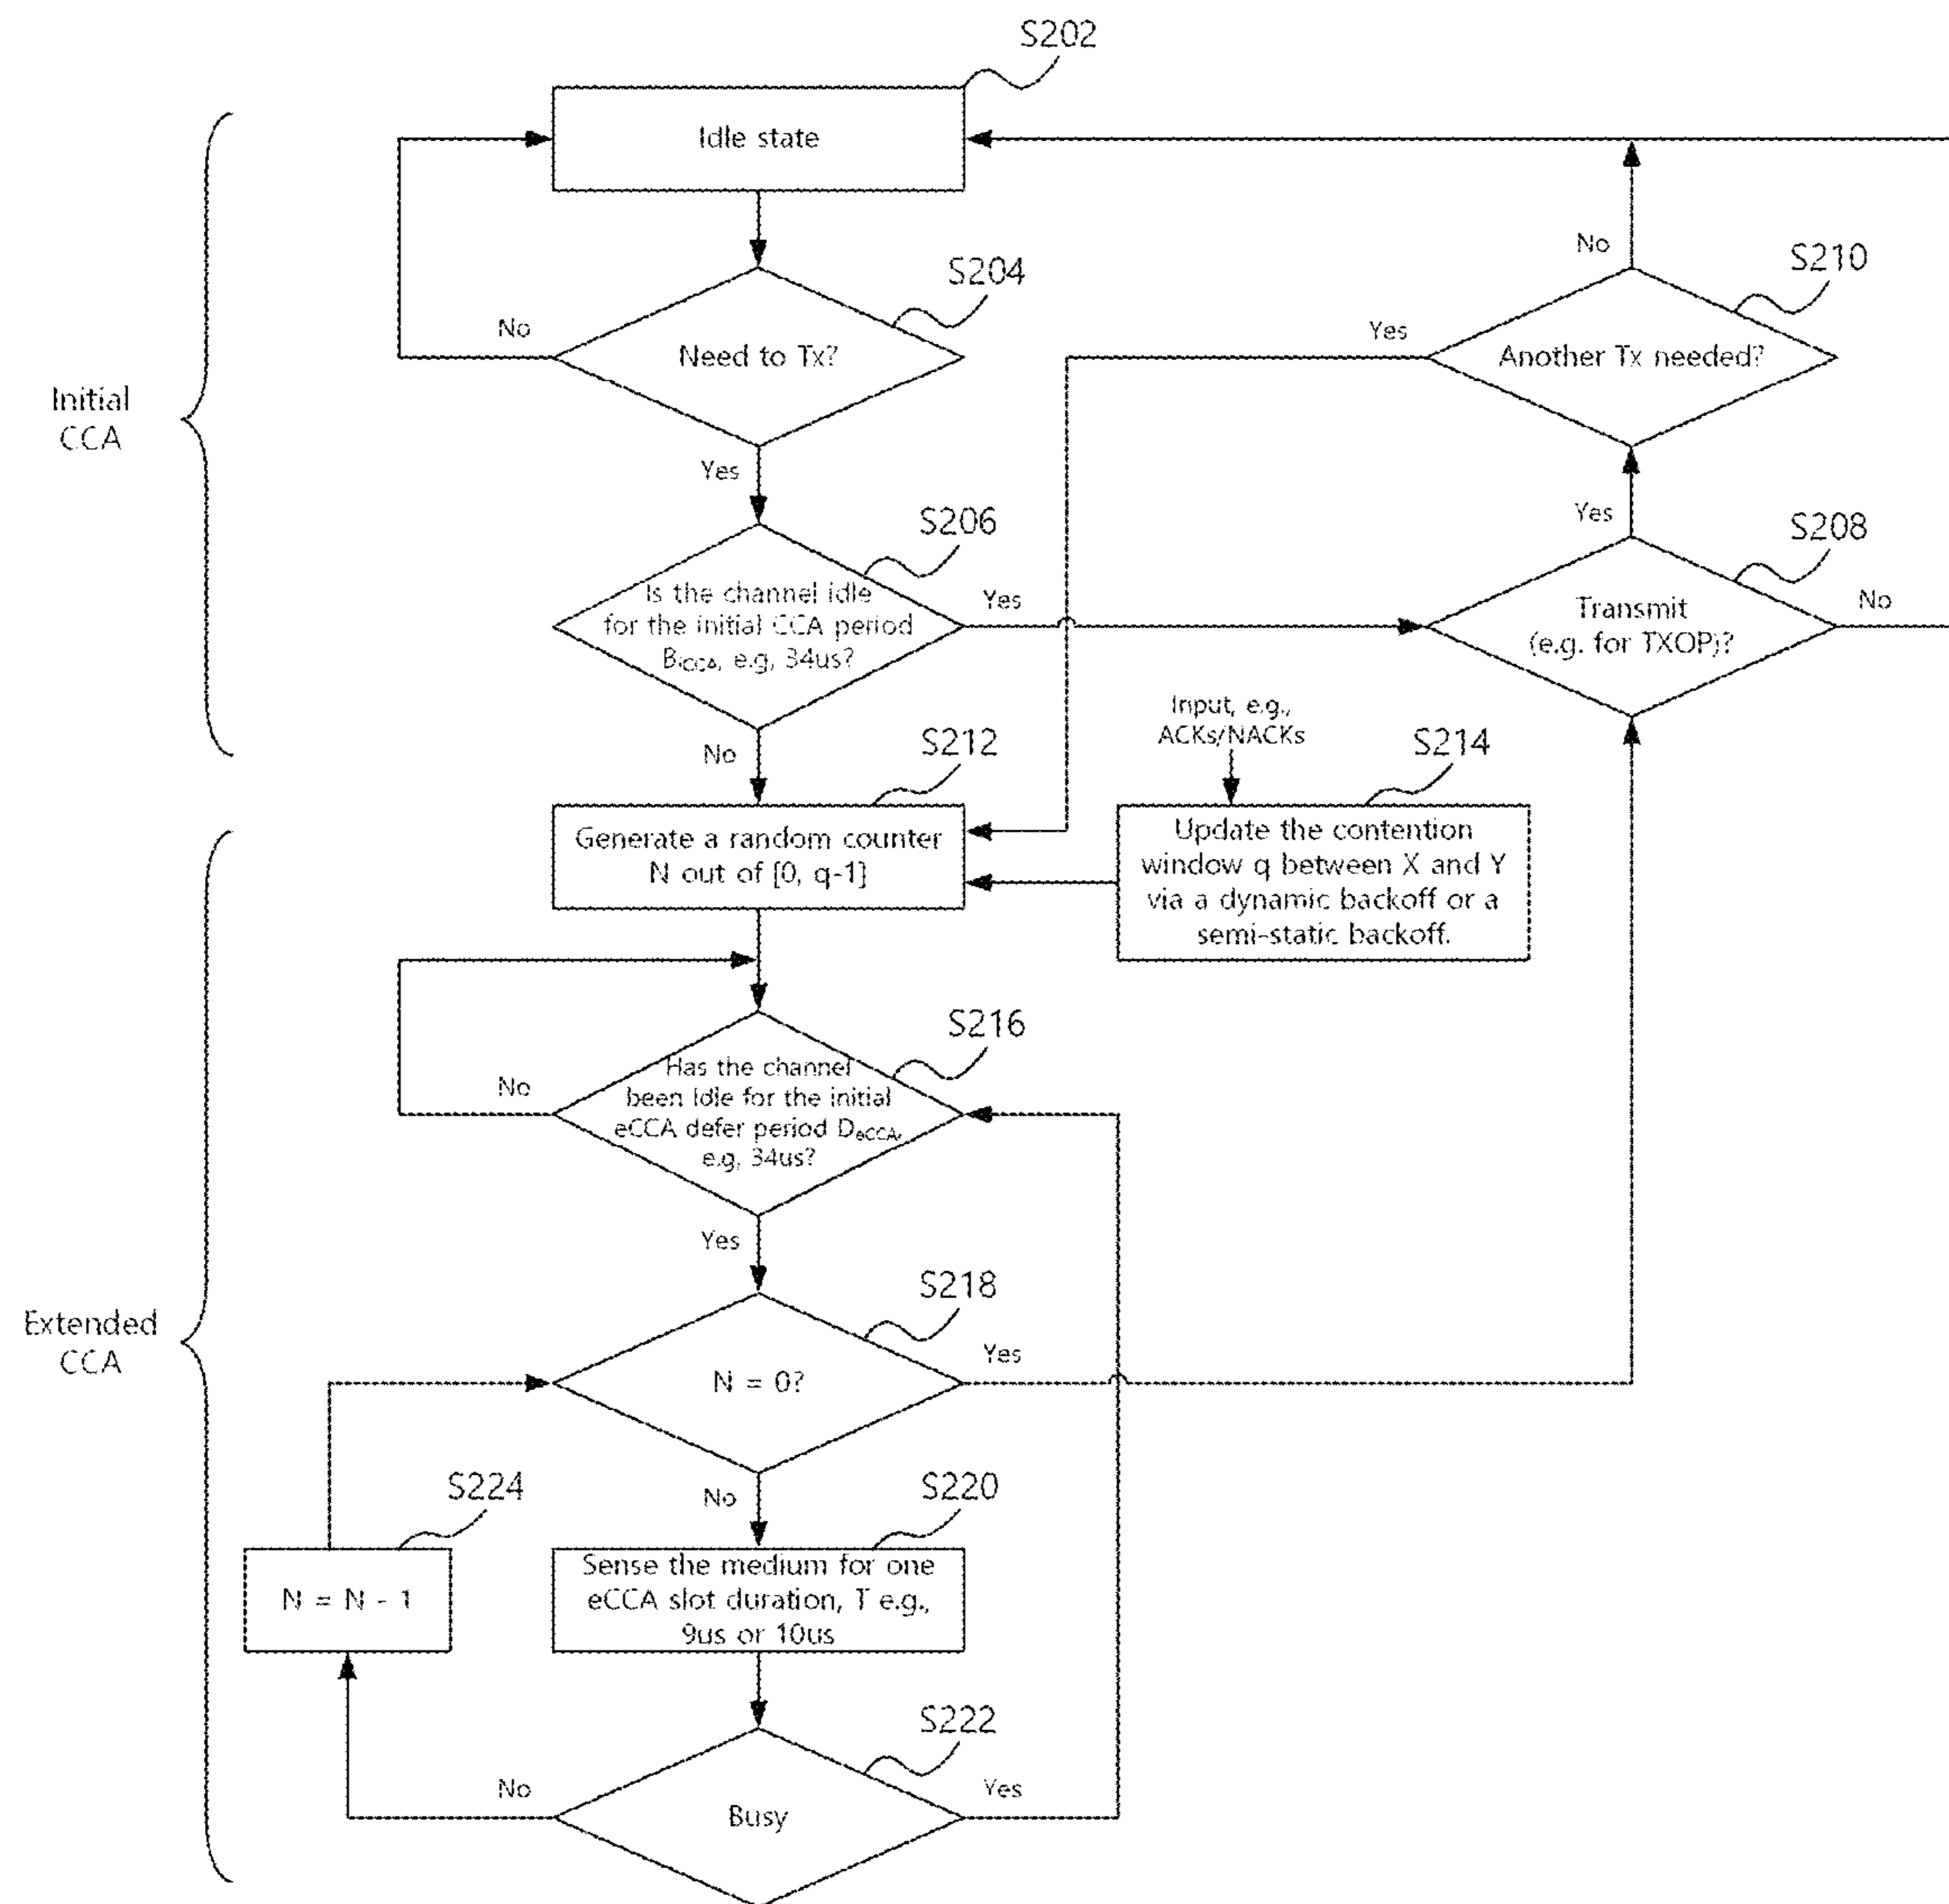 S202
Idle state
S204
No
Need to Tx?
Yes
Initial
CCA
S206
Is the channel idle
for the initial CCA period
BiCCA, e.g, 34us?
Yes
No
S210
No
Yes
Another Tx needed?
Yes
S208
Transmit
(e.g. for TXOP)?
No
S212
Generate a random counter
N out of [0, q-1]
Input, e.g.,
ACKs/NACKs
S214
Update the contention
window q between X and Y
via a dynamic backoff or a
semi-static backoff.
S216
Has the channel
been idle for the initial
eCCA defer period DeCCA,
e.g, 34us?
No
Yes
Extended
CCA
S218
N = 0?
Yes
No
S224
N = N - 1
S220
Sense the medium for one
eCCA slot duration, T e.g.,
9us or 10us
S222
No
Busy
Yes